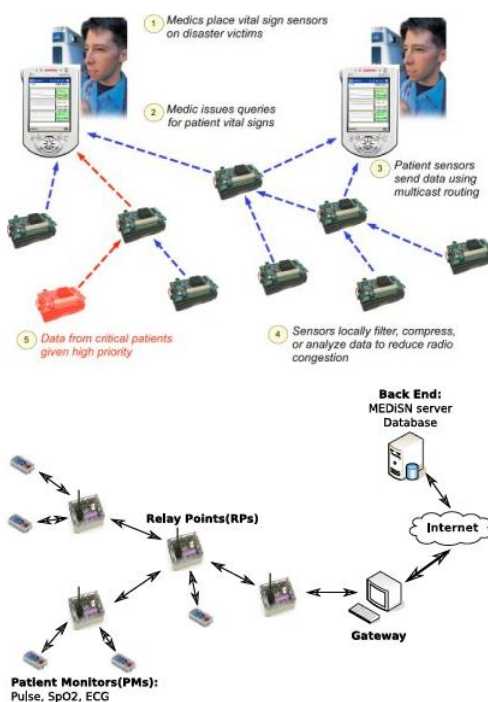 1 Medics place vital sign sensors
on disaster victims
2 Medic issues queries
for patient vital signs
3 Patient sensors
send data using
multicast routing
5 Data from critical patients
given high priority
4 Sensors locally filter, compress,
or analyze data to reduce radio
congestion
Back End:
MEDiSN server
Database
Relay Points(RPs)
Internet
Gateway
Patient Monitors(PMs):
Pulse, SpO2, ECG